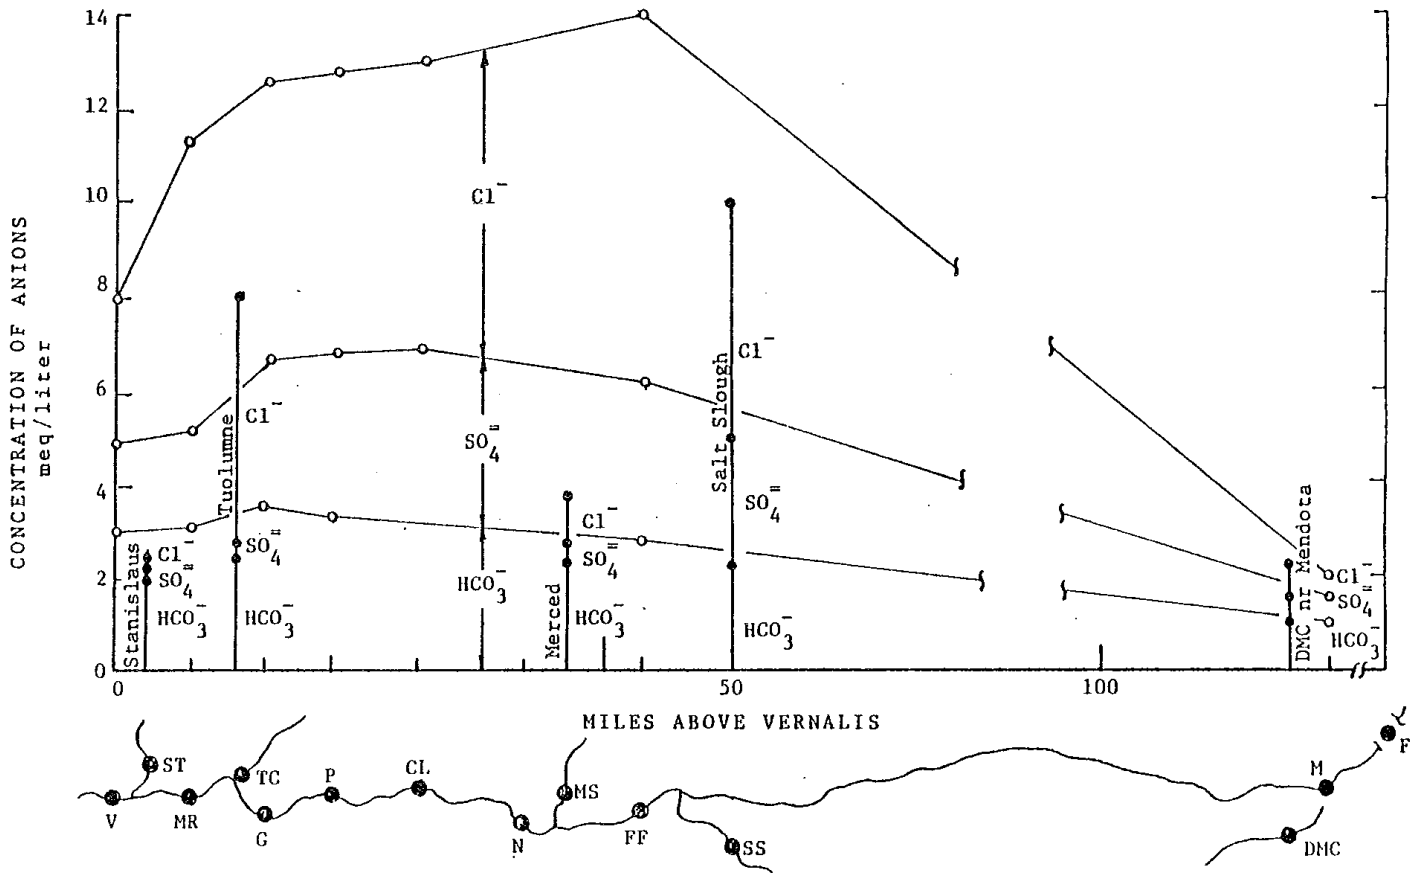 CONCENTRATION OF ANIONS
meq/liter
14
12
10
8
6
4
2
0
Cl⁻
SO₄⁼
HCO₃⁻
Stanislaus
Cl⁻
SO₄⁼
HCO₃⁻
Tuolumne
Cl⁻
SO₄⁼
HCO₃⁻
Merced
Cl⁻
SO₄⁼
HCO₃⁻
Salt Slough
Cl⁻
SO₄⁼
HCO₃⁻
DMC nr Mendota
Cl⁻
SO₄⁼
HCO₃⁻
0
50
100
MILES ABOVE VERNALIS
V
ST
MR
TC
G
P
CL
N
MS
FF
SS
M
DMC
F